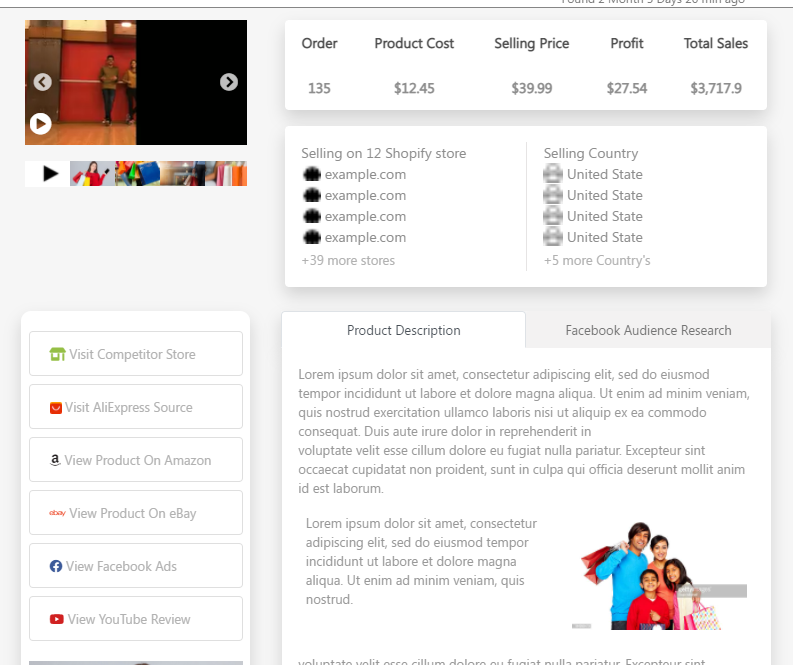 Found 2 Month 3 Days 20 min ago
Order Product Cost Selling Price Profit Total Sales
135 $12.45 $39.99 $27.54 $3,717.9
Selling on 12 Shopify store
example.com
example.com
example.com
example.com
+39 more stores
Selling Country
United State
United State
United State
United State
+5 more Country's
Visit Competitor Store
Visit AliExpress Source
a View Product On Amazon
ebay View Product On eBay
View Facebook Ads
View YouTube Review
Product Description Facebook Audience Research
Lorem ipsum dolor sit amet, consectetur adipiscing elit, sed do eiusmod
tempor incididunt ut labore et dolore magna aliqua. Ut enim ad minim veniam,
quis nostrud exercitation ullamco laboris nisi ut aliquip ex ea commodo
consequat. Duis aute irure dolor in reprehenderit in
voluptate velit esse cillum dolore eu fugiat nulla pariatur. Excepteur sint
occaecat cupidatat non proident, sunt in culpa qui officia deserunt mollit anim
id est laborum.
Lorem ipsum dolor sit amet, consectetur
adipiscing elit, sed do eiusmod tempor
incididunt ut labore et dolore magna
aliqua. Ut enim ad minim veniam, quis
nostrud.
voluptate velit esse cillum dolore eu fugiat nulla pariatur. Excepteur sint